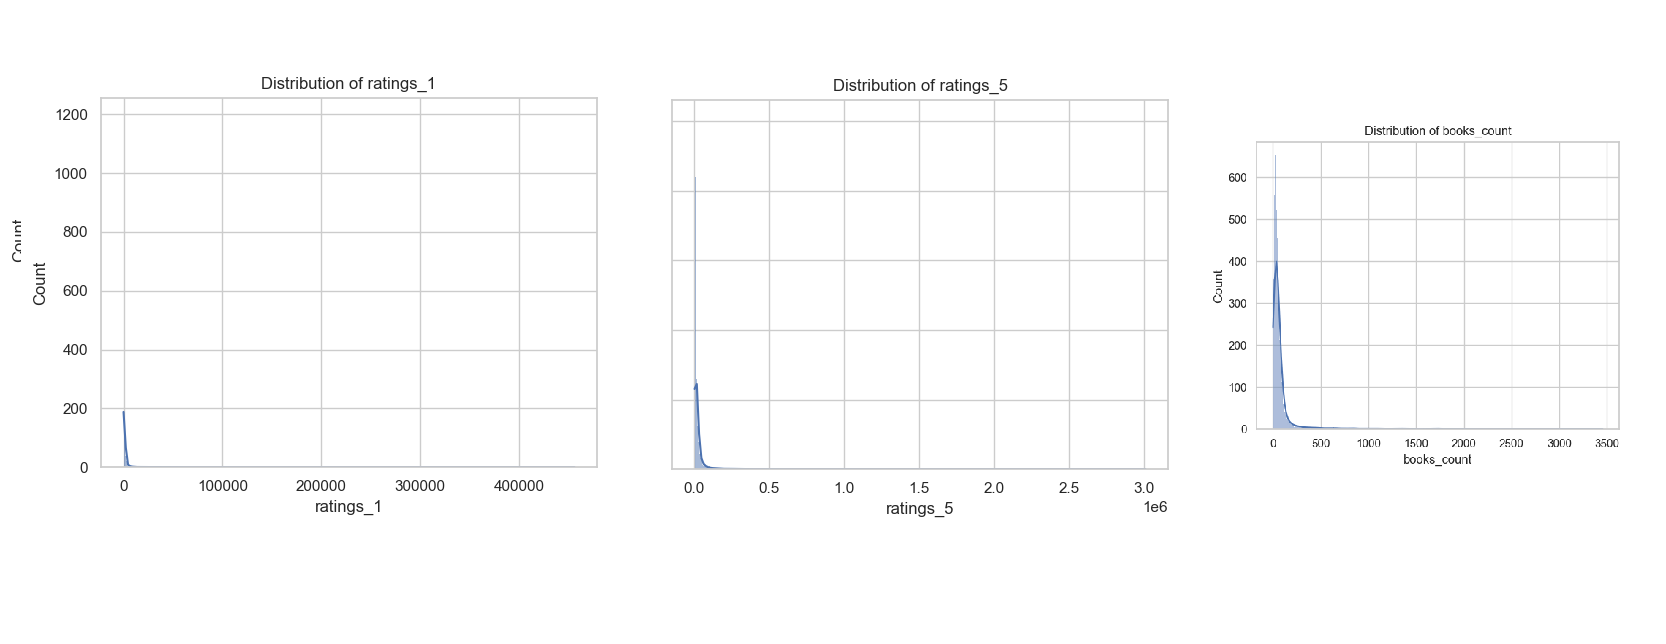 Distribution of ratings_1
1200
1000
800
600
400
200
0
Count
Count
0 100000 200000 300000 400000
ratings_1
Distribution of ratings_5
0.0 0.5 1.0 1.5 2.0 2.5 3.0
1e6
ratings_5
Distribution of books_count
600
500
400
300
200
100
0
Count
0 500 1000 1500 2000 2500 3000 3500
books_count